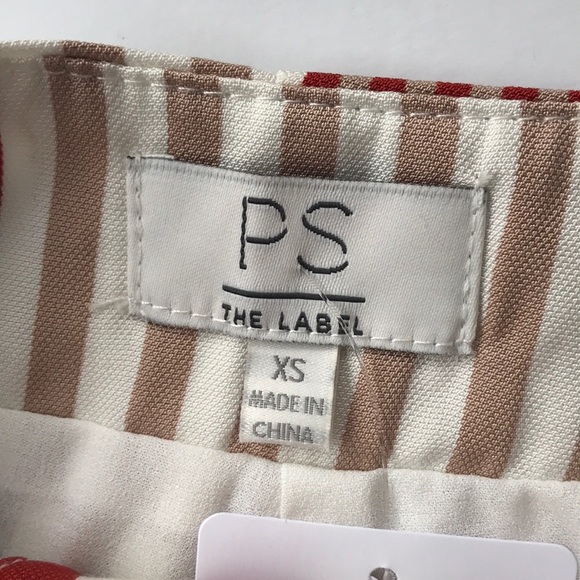 PS
THE LABEL
XS
MADE IN
CHINA